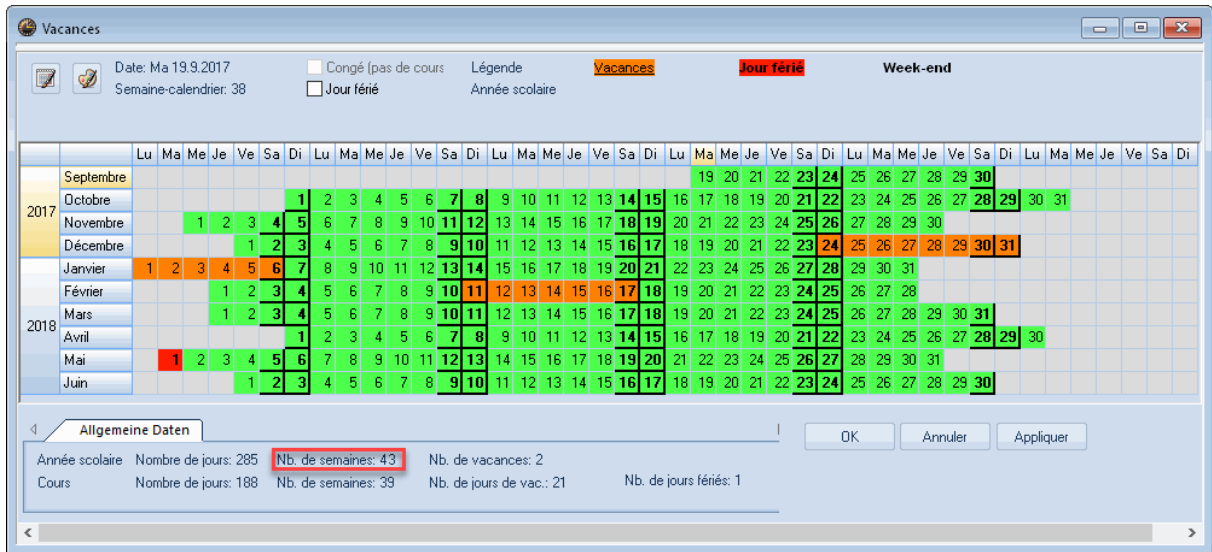 Vacances
Date: Ma 19.9.2017 Congé (pas de cours Légende Vacances Jour férié Week-end
Semaine-calendrier: 38 Jour férié Année scolaire
Lu Ma Me Je Ve Sa Di Lu Ma Me Je Ve Sa Di Lu Ma Me Je Ve Sa Di Lu Ma Me Je Ve Sa Di Lu Ma Me Je Ve Sa Di Lu Ma Me Je Ve Sa Di
2017
Septembre 19 20 21 22 23 24 25 26 27 28 29 30
Octobre 1 2 3 4 5 6 7 8 9 10 11 12 13 14 15 16 17 18 19 20 21 22 23 24 25 26 27 28 29 30 31
Novembre 1 2 3 4 5 6 7 8 9 10 11 12 13 14 15 16 17 18 19 20 21 22 23 24 25 26 27 28 29 30
Décembre 1 2 3 4 5 6 7 8 9 10 11 12 13 14 15 16 17 18 19 20 21 22 23 24 25 26 27 28 29 30 31
2018
Janvier 1 2 3 4 5 6 7 8 9 10 11 12 13 14 15 16 17 18 19 20 21 22 23 24 25 26 27 28 29 30 31
Février 1 2 3 4 5 6 7 8 9 10 11 12 13 14 15 16 17 18 19 20 21 22 23 24 25 26 27 28
Mars 1 2 3 4 5 6 7 8 9 10 11 12 13 14 15 16 17 18 19 20 21 22 23 24 25 26 27 28 29 30 31
Avril 1 2 3 4 5 6 7 8 9 10 11 12 13 14 15 16 17 18 19 20 21 22 23 24 25 26 27 28 29 30
Mai 1 2 3 4 5 6 7 8 9 10 11 12 13 14 15 16 17 18 19 20 21 22 23 24 25 26 27 28 29 30 31
Juin 1 2 3 4 5 6 7 8 9 10 11 12 13 14 15 16 17 18 19 20 21 22 23 24 25 26 27 28 29 30
Allgemeine Daten OK Annuler Appliquer
Année scolaire Nombre de jours: 285 Nb. de semaines: 43 Nb. de vacances: 2
Cours Nombre de jours: 188 Nb. de semaines: 39 Nb. de jours de vac.: 21 Nb. de jours fériés: 1